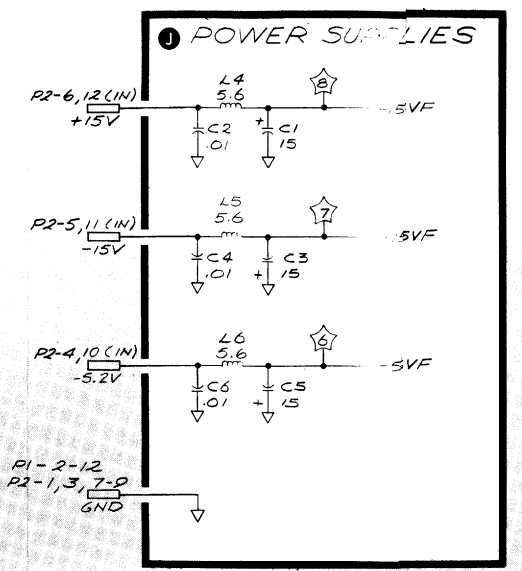 J POWER SUPPLIES
P2-6,12(IN)
+15V
L4
5.6
8
+
C2
.01
C1
15
5VF
P2-5,11(IN)
-15V
L5
5.6
7
C4
.01
C3
+
15
5VF
P2-4,10(IN)
-5.2V
L6
5.6
6
C6
.01
C5
+
15
5VF
P1-2-12
P2-1,3,7-9
GND